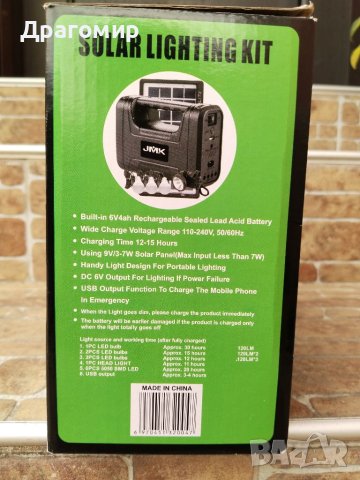 Драгомир
SOLAR LIGHTING KIT
JMK
• Built-in 6V4ah Rechargeable Sealed Lead Acid Battery
• Wide Charge Voltage Range 110-240V, 50/60Hz
• Charging Time 12-15 Hours
• Using 9V/3-7W Solar Panel(Max Input Less Than 7W)
• Handy Light Design For Portable Lighting
• DC 6V Output For Lighting If Power Failure
• USB Output Function To Charge The Mobile Phone
In Emergency
• When the Light goes dim, please charge the product immediately
• The battery will be earlier damaged if the product is charged only
when the light totally goes off
Light source and working time (after fully charged)
1. 1PC LED bulb Approx. 30 hours 120LM
2. 2PCS LED bulbs Approx. 15 hours 120LM*2
3. 3PCS LED bulbs Approx. 12 hours 120LM*3
4. 1PC HEAD LIGHT Approx. 11 hours
5. 6PCS 5050 SMD LED Approx. 25 hours
6. USB output Approx. 3-4 hours
MADE IN CHINA
Bazar.bg